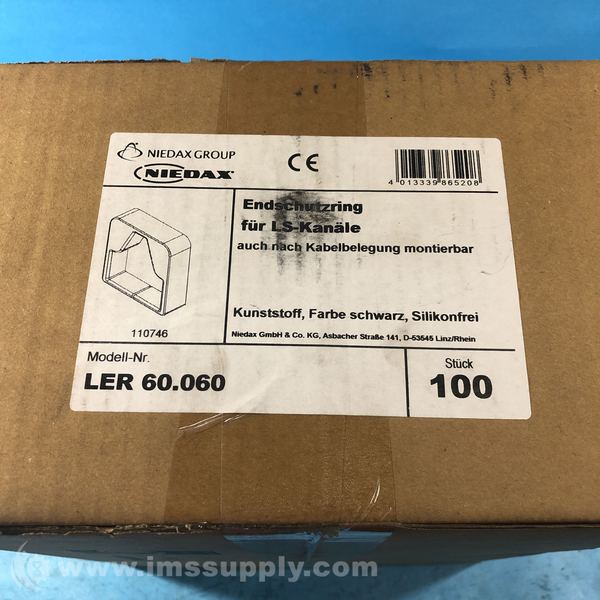 NIEDAX GROUP
NIEDAX®
CE
4 013339 865208
Endschutzring
für LS-Kanäle
auch nach Kabelbelegung montierbar
Kunststoff, Farbe schwarz, Silikonfrei
Niedax GmbH & Co. KG, Asbacher Straße 141, D-53545 Linz/Rhein
110746
Modell-Nr.
LER 60.060
Stück
100
www.imssupply.com